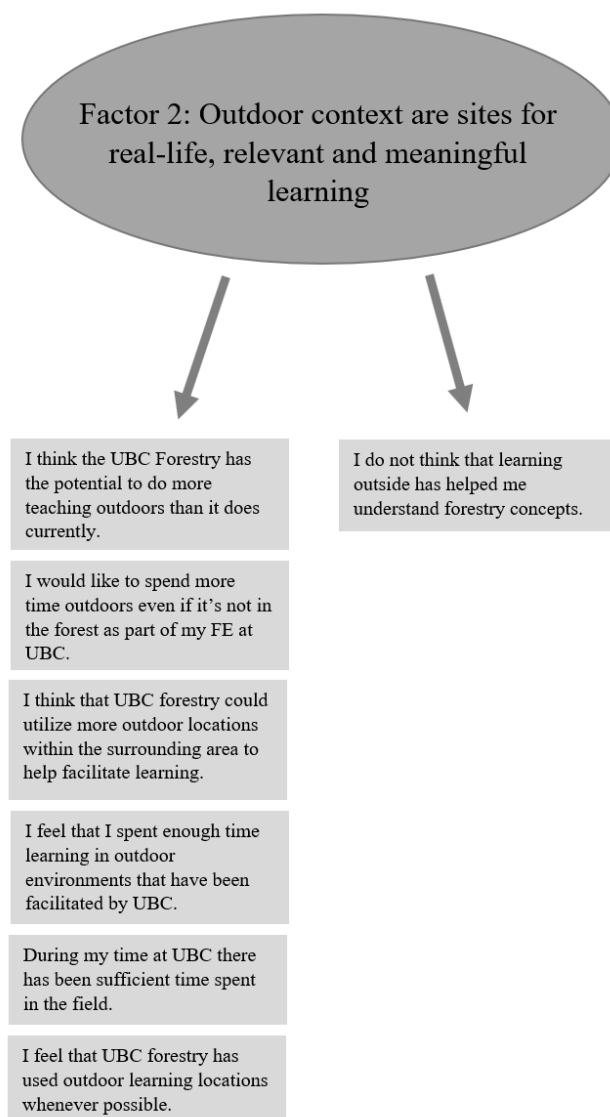 Factor 2: Outdoor context are sites for
real-life, relevant and meaningful
learning
I think the UBC Forestry has
the potential to do more
teaching outdoors than it does
currently.
I would like to spend more
time outdoors even if it’s not in
the forest as part of my FE at
UBC.
I think that UBC forestry could
utilize more outdoor locations
within the surrounding area to
help facilitate learning.
I feel that I spent enough time
learning in outdoor
environments that have been
facilitated by UBC.
During my time at UBC there
has been sufficient time spent
in the field.
I feel that UBC forestry has
used outdoor learning locations
whenever possible.
I do not think that learning
outside has helped me
understand forestry concepts.